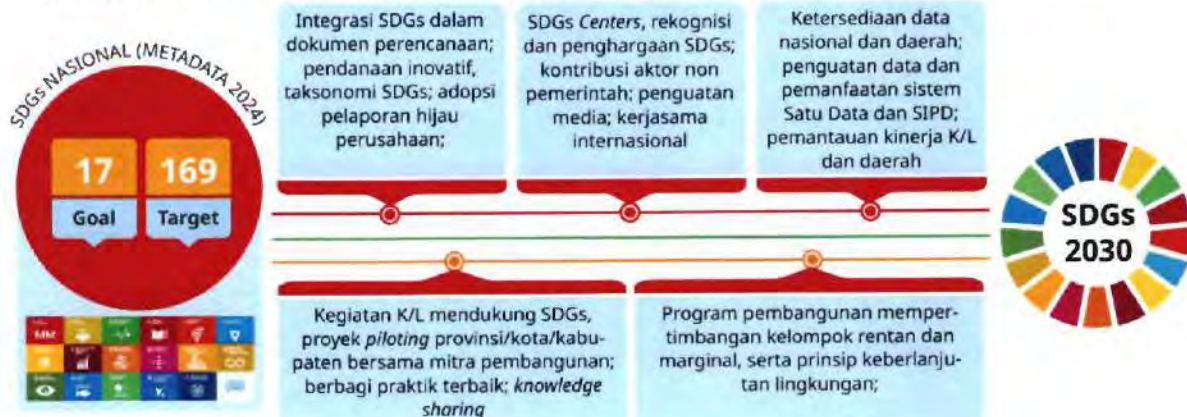 SDGs NASIONAL (METADATA 2024)
17
Goal
169
Target
Integrasi SDGs dalam
dokumen perencanaan;
pendanaan inovatif,
taksonomi SDGs; adopsi
pelaporan hijau
perusahaan;
SDGs Centers, rekognisi
dan penghargaan SDGs;
kontribusi aktor non
pemerintah; penguatan
media; kerjasama
internasional
Ketersediaan data
nasional dan daerah;
penguatan data dan
pemanfaatan sistem
Satu Data dan SIPD;
pemantauan kinerja K/L
dan daerah
Kegiatan K/L mendukung SDGs,
proyek piloting provinsi/kota/kabu-
paten bersama mitra pembangunan;
berbagi praktik terbaik; knowledge
sharing
Program pembangunan memper-
timbangan kelompok rentan dan
marginal, serta prinsip keberlanju-
tan lingkungan;
SDGs
2030